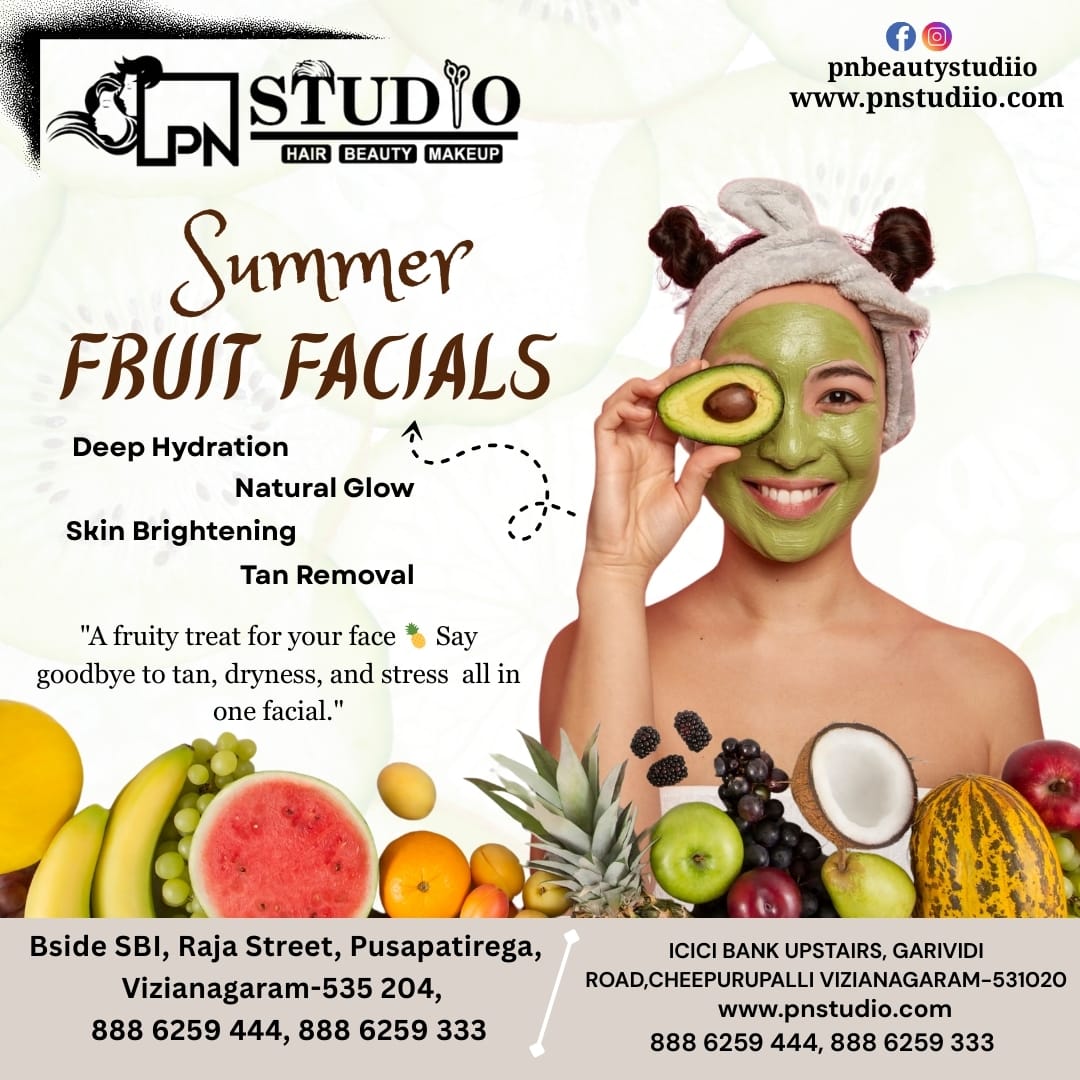 PN
STUDIO
HAIR BEAUTY MAKEUP
pnbeautystudiio
www.pnstudiio.com
Summer
FRUIT FACIALS
Deep Hydration
Natural Glow
Skin Brightening
Tan Removal
"A fruity treat for your face 🍍 Say
goodbye to tan, dryness, and stress all in
one facial."
Bside SBI, Raja Street, Pusapatirega,
Vizianagaram-535 204,
888 6259 444, 888 6259 333
ICICI BANK UPSTAIRS, GARIVIDI
ROAD,CHEEPURUPALLI VIZIANAGARAM-531020
www.pnstudio.com
888 6259 444, 888 6259 333